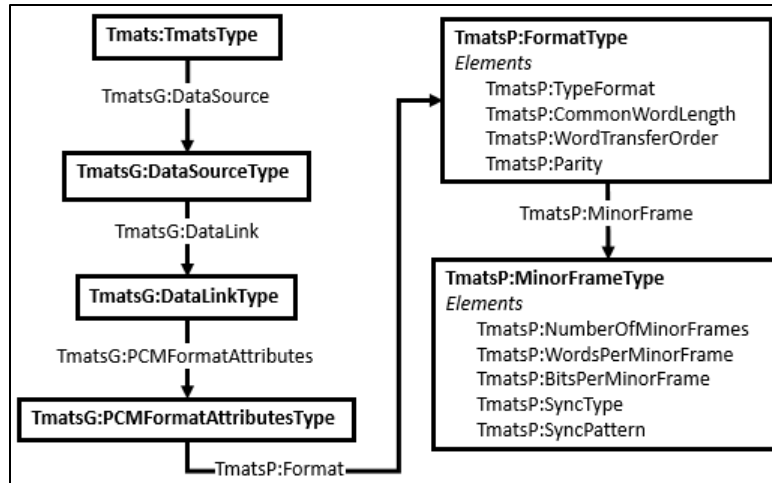 Tmats:TmatsType
TmatsG:DataSource
TmatsG:DataSourceType
TmatsG:DataLink
TmatsG:DataLinkType
TmatsG:PCMFormatAttributes
TmatsG:PCMFormatAttributesType
TmatsP:Format
TmatsP:FormatType
Elements
TmatsP:TypeFormat
TmatsP:CommonWordLength
TmatsP:WordTransferOrder
TmatsP:Parity
TmatsP:MinorFrame
TmatsP:MinorFrameType
Elements
TmatsP:NumberOfMinorFrames
TmatsP:WordsPerMinorFrame
TmatsP:BitsPerMinorFrame
TmatsP:SyncType
TmatsP:SyncPattern